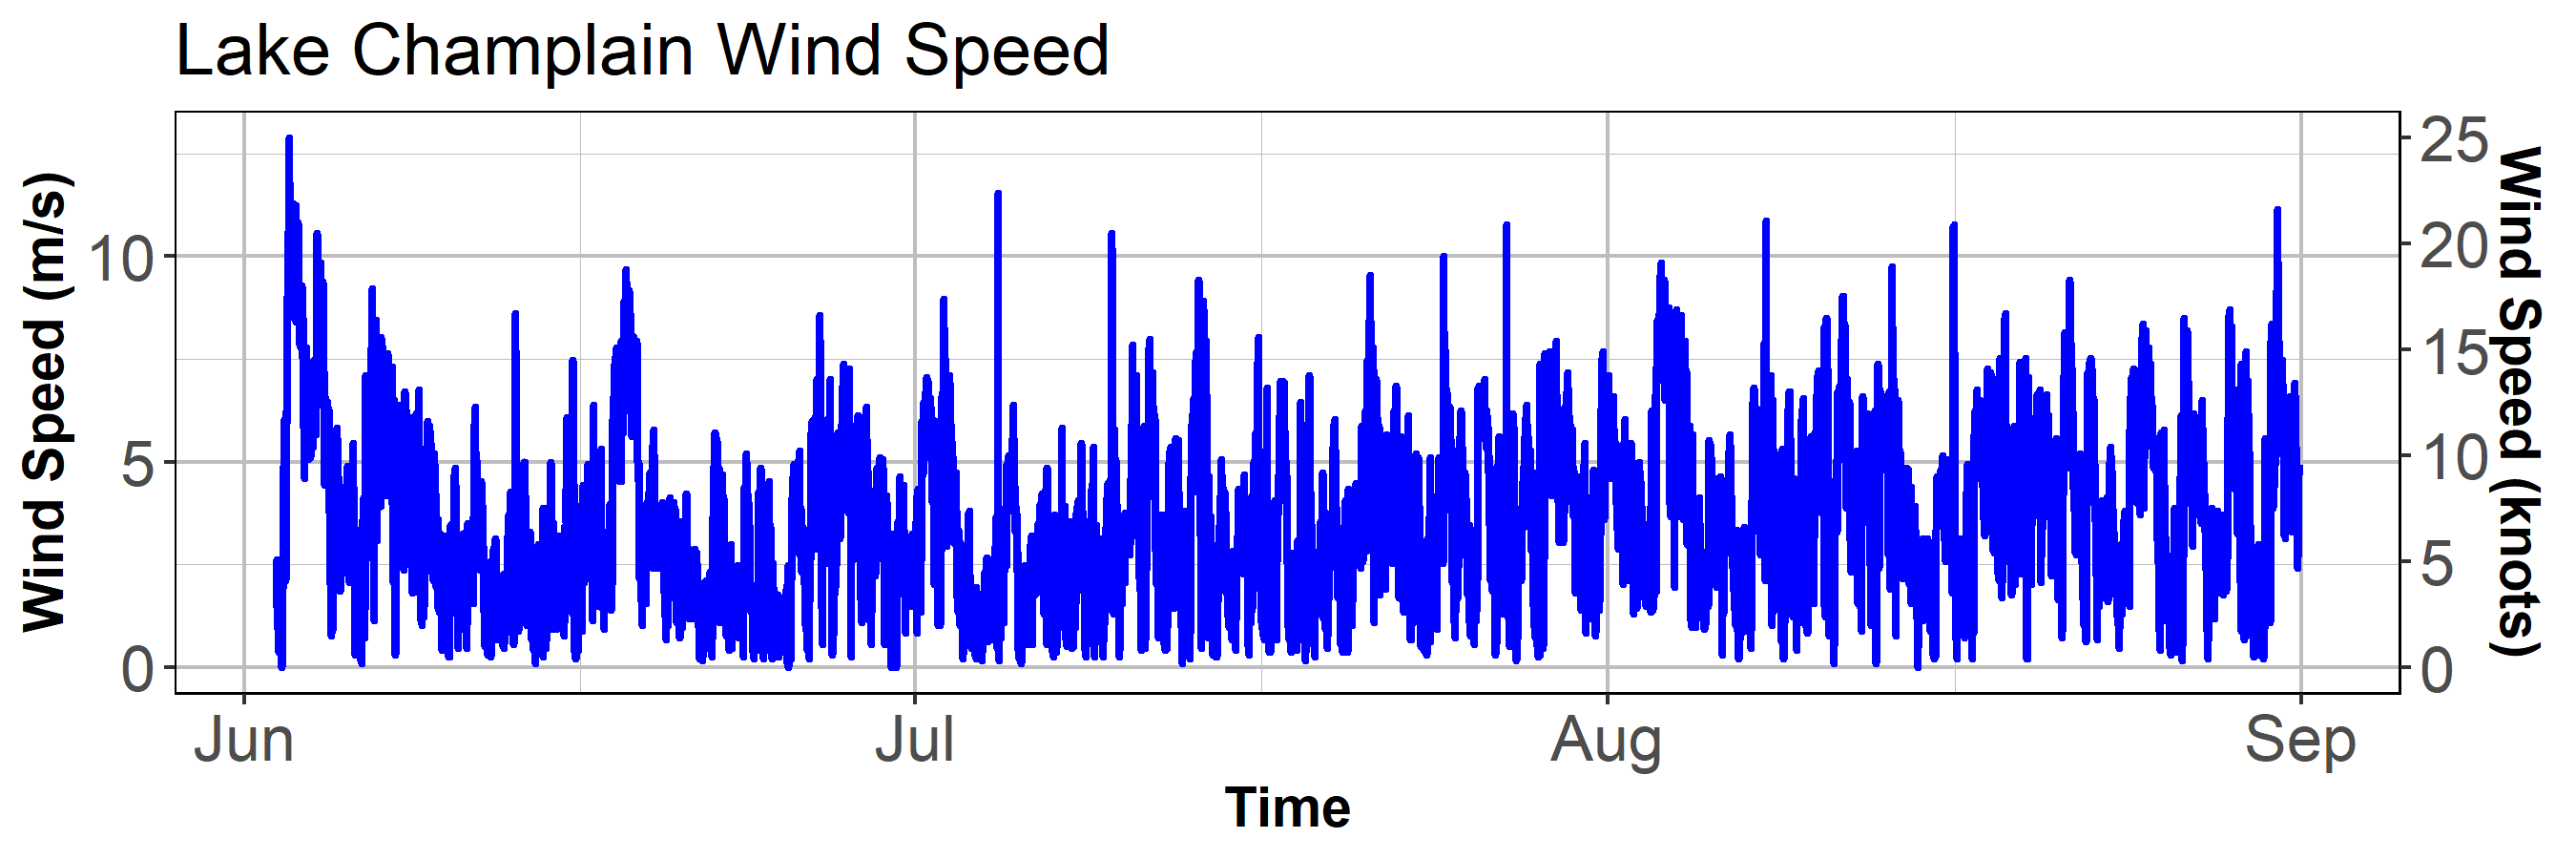 Lake Champlain Wind Speed
Wind Speed (m/s)
10
5
0
25
20
15
10
5
0
Wind Speed (knots)
Jun Jul Aug Sep
Time